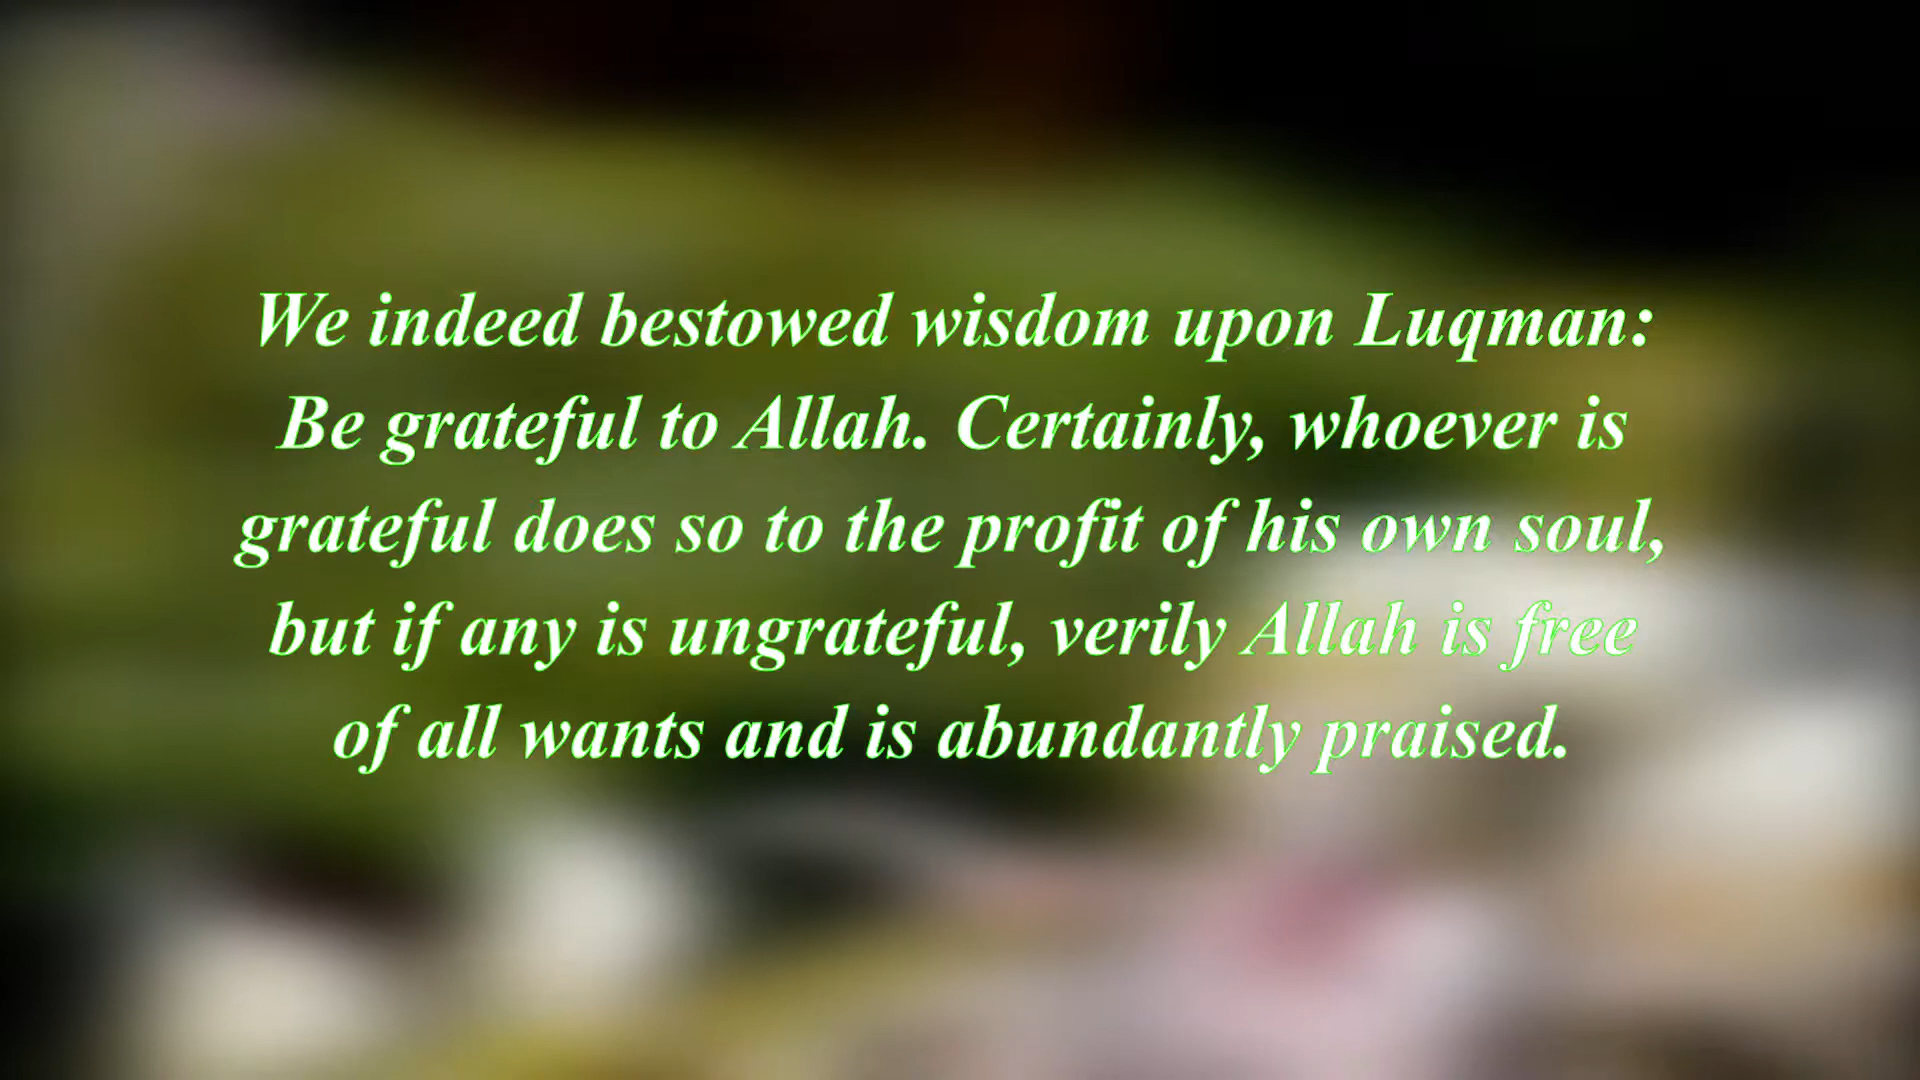 We indeed bestowed wisdom upon Luqman:
Be grateful to Allah. Certainly, whoever is
grateful does so to the profit of his own soul,
but if any is ungrateful, verily Allah is free
of all wants and is abundantly praised.